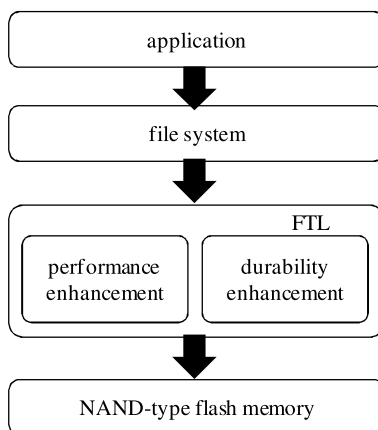 application
file system
FTL
performance
enhancement
durability
enhancement
NAND-type flash memory